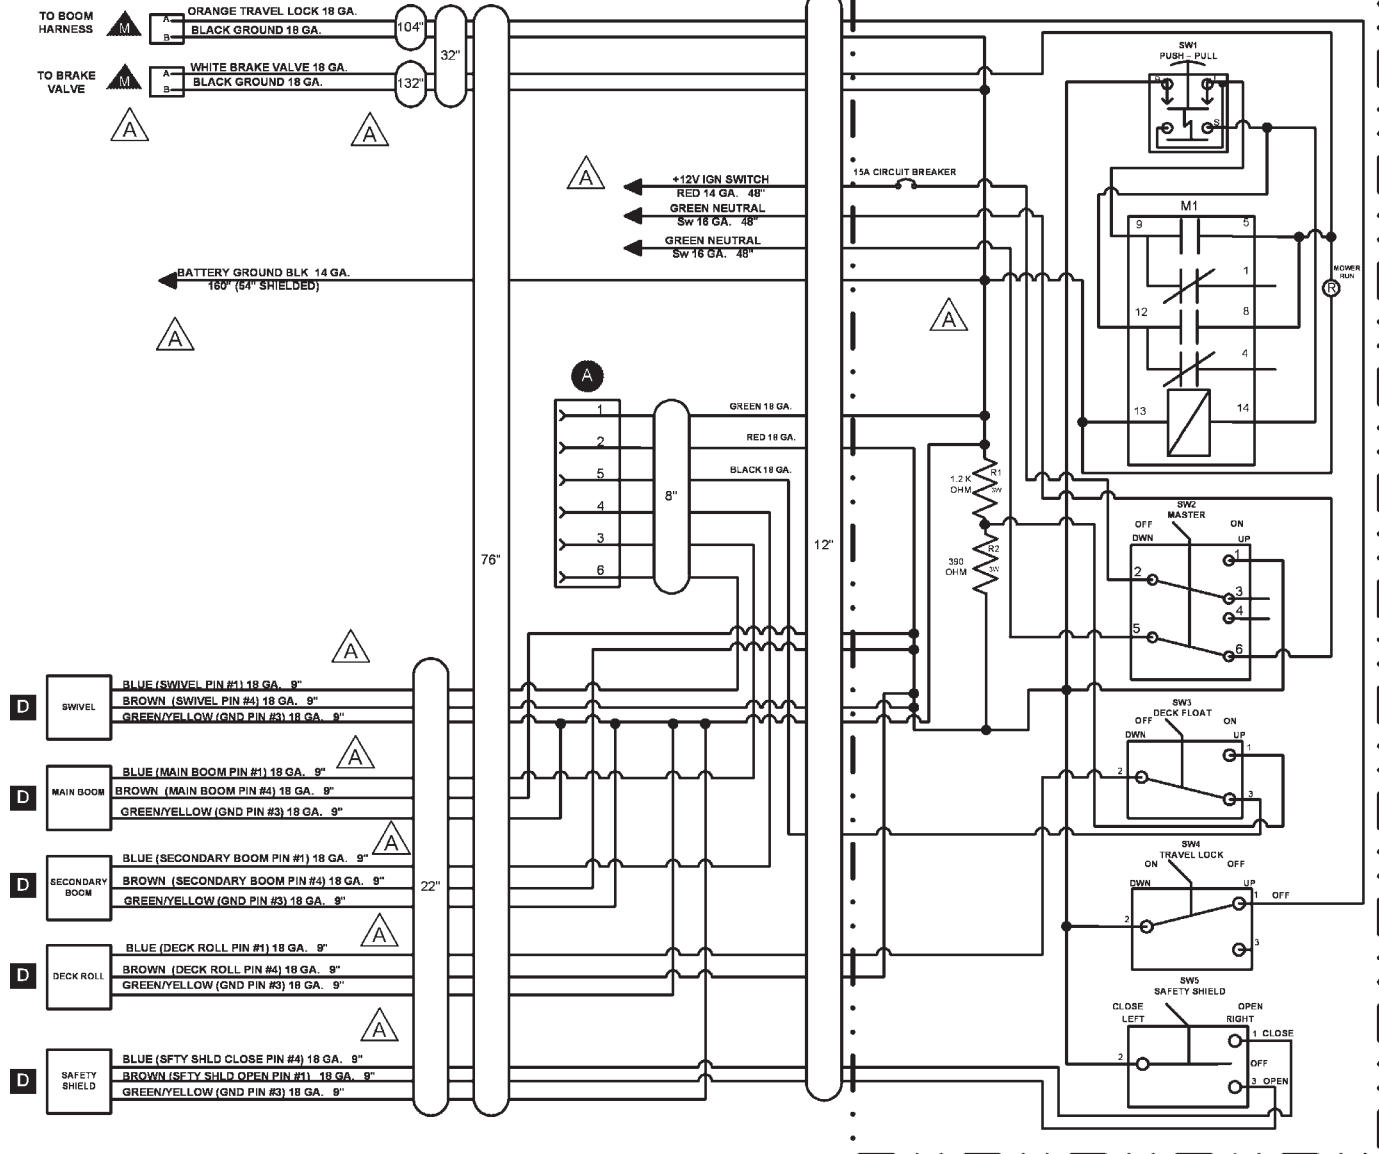 TO BOOM
HARNESS
M
A
B
ORANGE TRAVEL LOCK 18 GA.
BLACK GROUND 18 GA.
104"
32"
TO BRAKE
VALVE
M
A
B
WHITE BRAKE VALVE 18 GA.
BLACK GROUND 18 GA.
132"
A
A
A
+12V IGN SWITCH
RED 14 GA. 48"
GREEN NEUTRAL
Sw 16 GA. 48"
GREEN NEUTRAL
Sw 16 GA. 48"
15A CIRCUIT BREAKER
BATTERY GROUND BLK 14 GA.
160" (54" SHIELDED)
A
A
SW1
PUSH - PULL
S
M1
9
5
1
12
8
4
13
14
MOWER
RUN
R
A
1
2
5
4
3
6
8"
GREEN 18 GA.
RED 18 GA.
BLACK 18 GA.
76"
12"
1.2 K
OHM
R1
3W
390
OHM
R2
3W
SW2
MASTER
OFF
ON
DWN
UP
1
2
3
4
5
6
A
D
SWIVEL
BLUE (SWIVEL PIN #1) 18 GA. 9"
BROWN (SWIVEL PIN #4) 18 GA. 9"
GREEN/YELLOW (GND PIN #3) 18 GA. 9"
SW3
DECK FLOAT
OFF
ON
DWN
UP
1
2
3
A
D
MAIN BOOM
BLUE (MAIN BOOM PIN #1) 18 GA. 9"
BROWN (MAIN BOOM PIN #4) 18 GA. 9"
GREEN/YELLOW (GND PIN #3) 18 GA. 9"
A
D
SECONDARY
BOOM
BLUE (SECONDARY BOOM PIN #1) 18 GA. 9"
BROWN (SECONDARY BOOM PIN #4) 18 GA. 9"
GREEN/YELLOW (GND PIN #3) 18 GA. 9"
22"
SW4
TRAVEL LOCK
ON
OFF
DWN
UP
1
OFF
2
3
A
D
DECK ROLL
BLUE (DECK ROLL PIN #1) 18 GA. 9"
BROWN (DECK ROLL PIN #4) 18 GA. 9"
GREEN/YELLOW (GND PIN #3) 18 GA. 9"
SW5
SAFETY SHIELD
CLOSE
OPEN
LEFT
RIGHT
1 CLOSE
2
OFF
3 OPEN
A
D
SAFETY
SHIELD
BLUE (SFTY SHLD CLOSE PIN #4) 18 GA. 9"
BROWN (SFTY SHLD OPEN PIN #1) 18 GA. 9"
GREEN/YELLOW (GND PIN #3) 18 GA. 9"